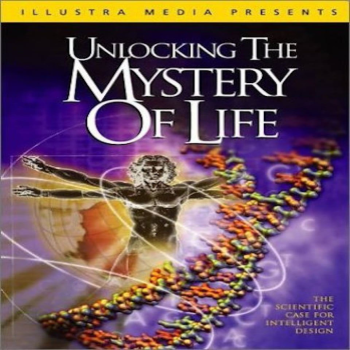 ILLUSTRA MEDIA PRESENTS
UNLOCKING THE
MYSTERY
OF LIFE
THE
SCIENTIFIC
CASE FOR
INTELLIGENT
DESIGN